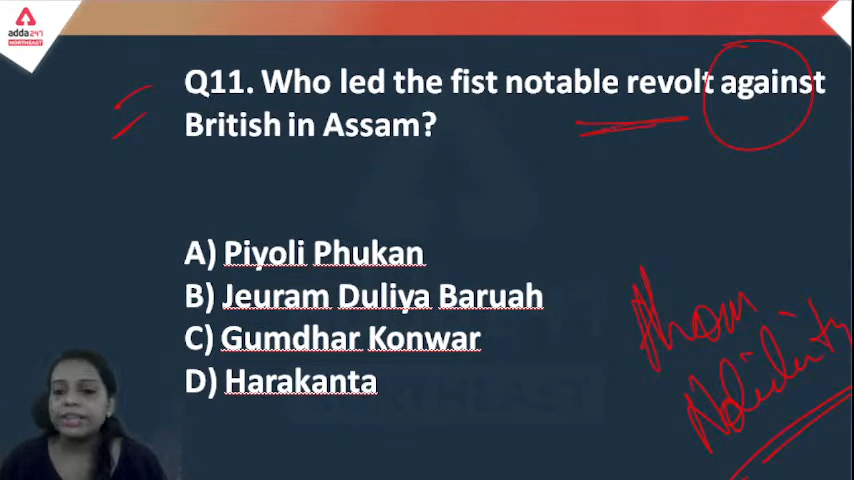 adda247
NORTHEAST
Q11. Who led the fist notable revolt against
British in Assam?
A) Piyoli Phukan
B) Jeuram Duliya Baruah
C) Gumdhar Konwar
D) Harakanta
Ahom